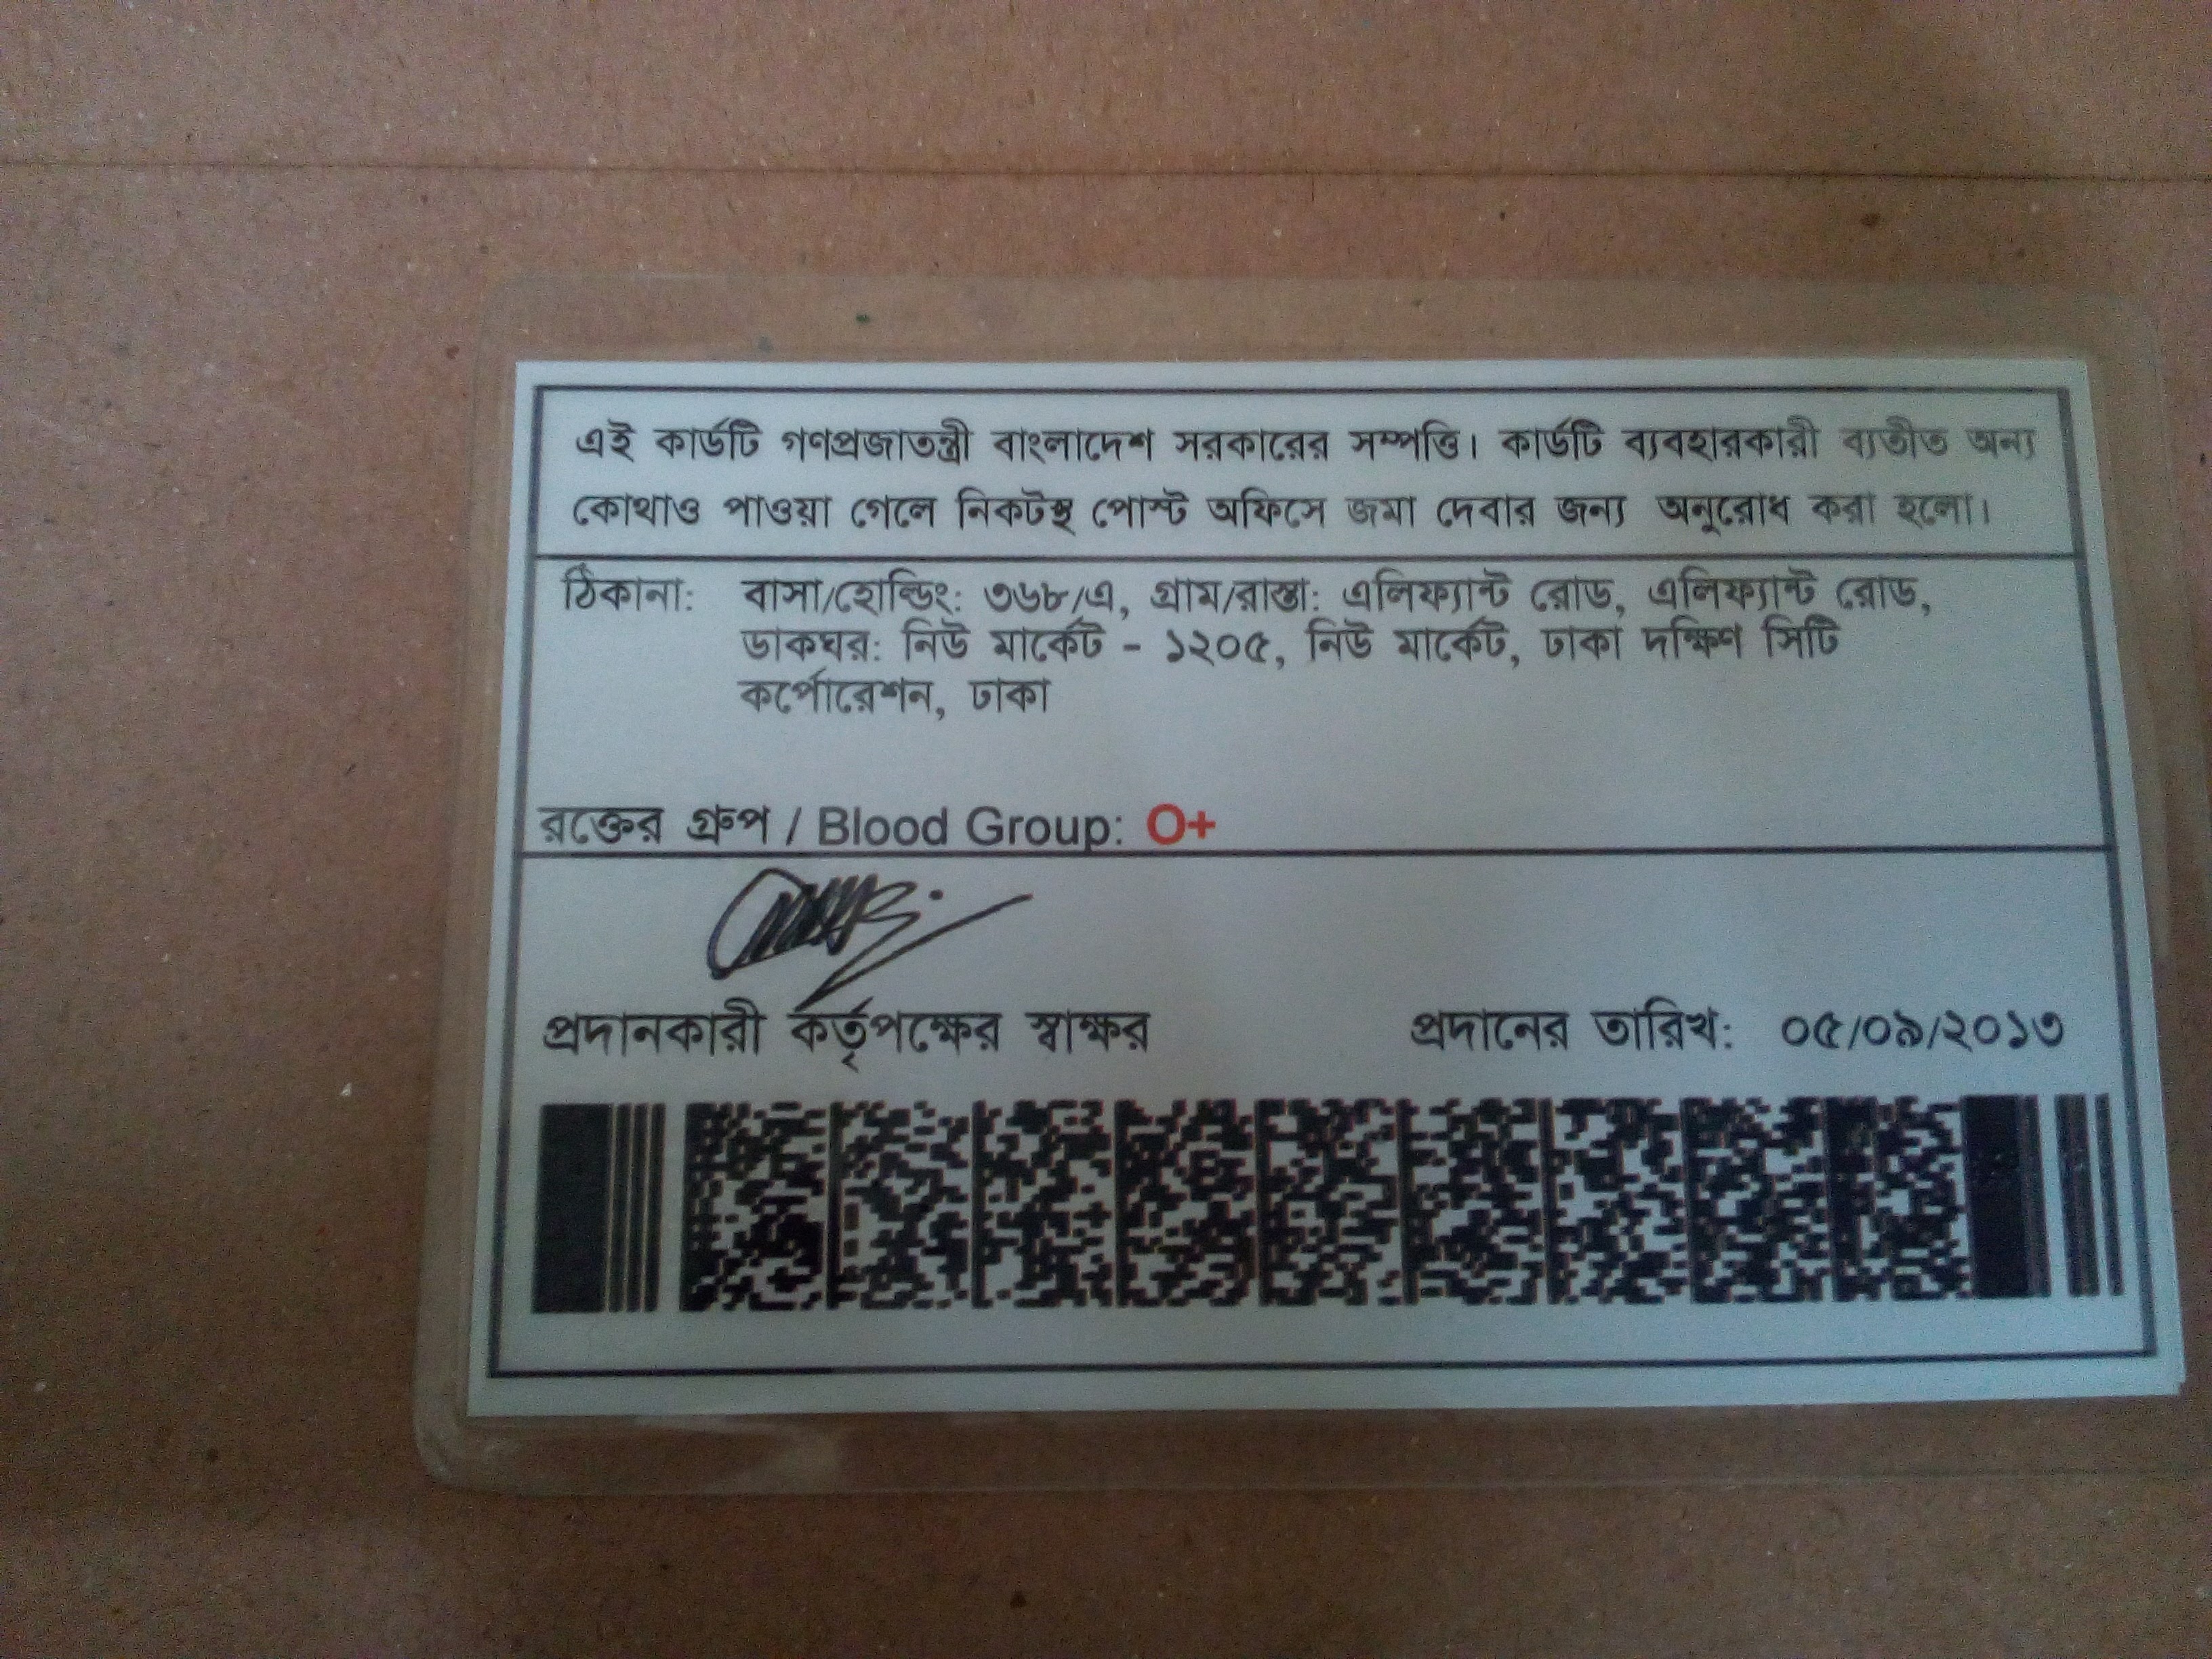 এই কার্ডটি গণপ্রজাতন্ত্রী বাংলাদেশ সরকারের সম্পত্তি। কার্ডটি ব্যবহারকারী ব্যতীত অন্য
কোথাও পাওয়া গেলে নিকটস্থ পোস্ট অফিসে জমা দেবার জন্য অনুরোধ করা হলো।
ঠিকানা: বাসা/হোল্ডিং: ৩৬৮/এ, গ্রাম/রাস্তা: এলিফ্যান্ট রোড, এলিফ্যান্ট রোড,
ডাকঘর: নিউ মার্কেট - ১২০৫, নিউ মার্কেট, ঢাকা দক্ষিণ সিটি
কর্পোরেশন, ঢাকা
রক্তের গ্রুপ / Blood Group: O+
প্রদানকারী কর্তৃপক্ষের স্বাক্ষর প্রদানের তারিখ: ০৫/০৯/২০১৩